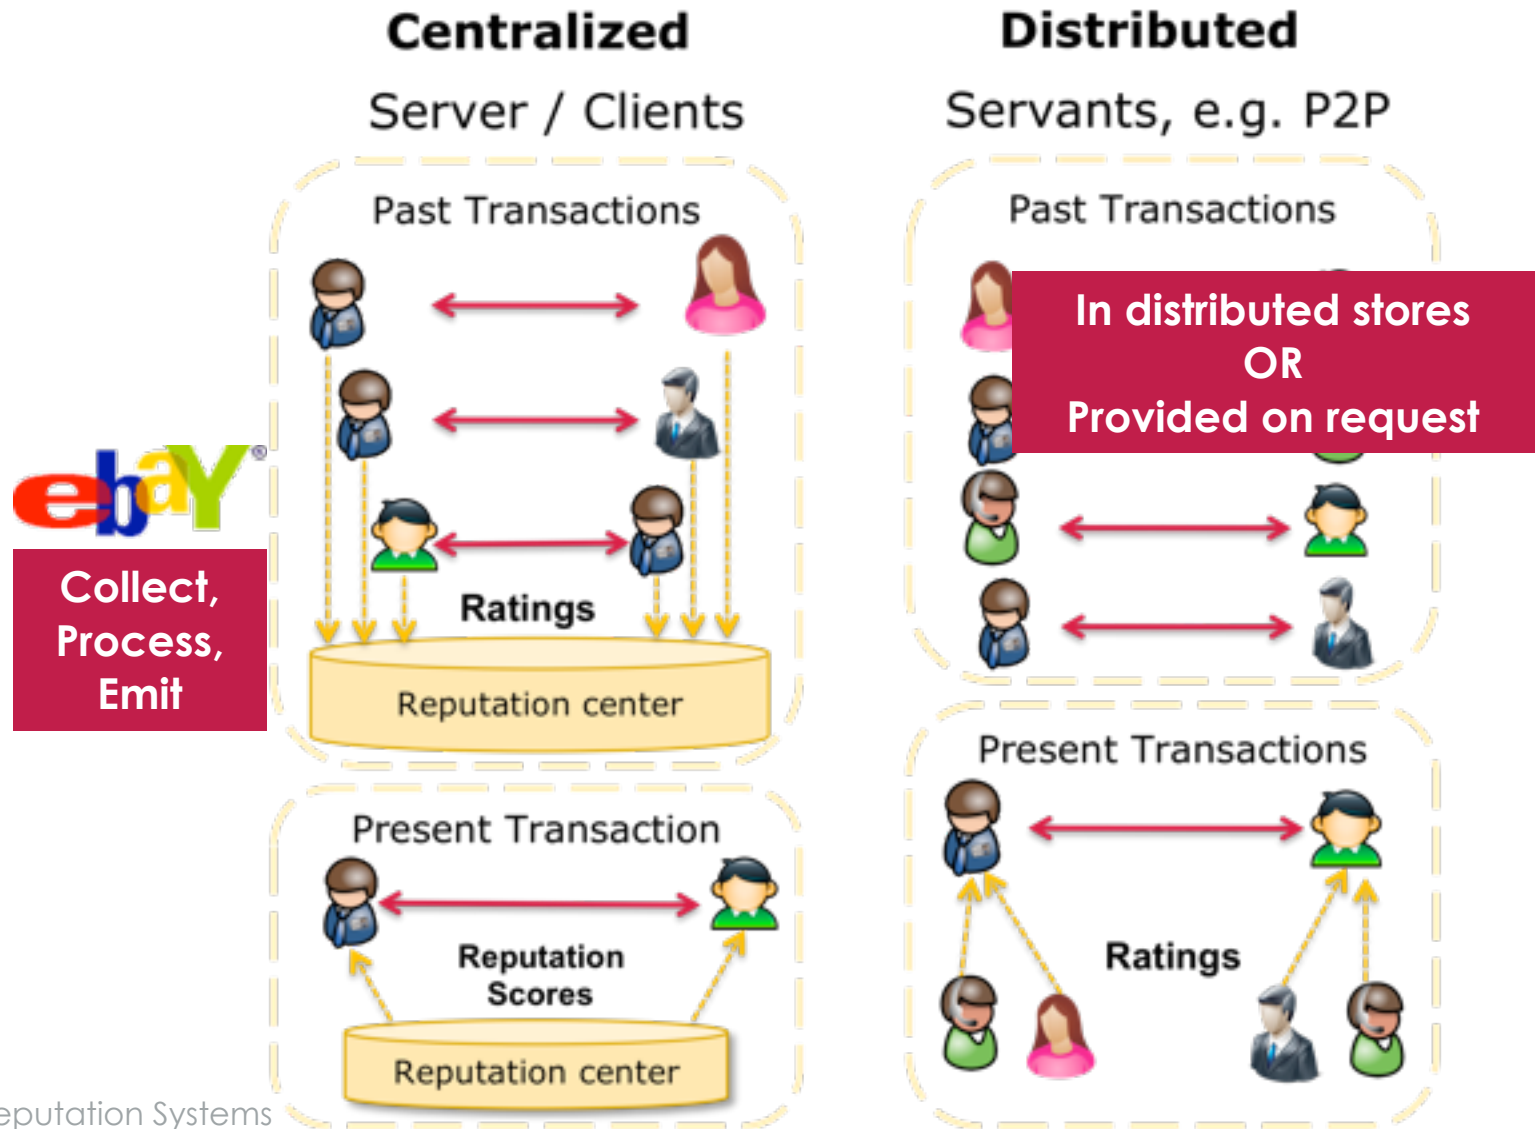 Centralized
Server / Clients
Past Transactions
Ratings
Reputation center
Present Transaction
Reputation
Scores
Reputation center
ebaY®
Collect,
Process,
Emit
Distributed
Servants, e.g. P2P
Past Transactions
In distributed stores
OR
Provided on request
Present Transactions
Ratings
eputation Systems